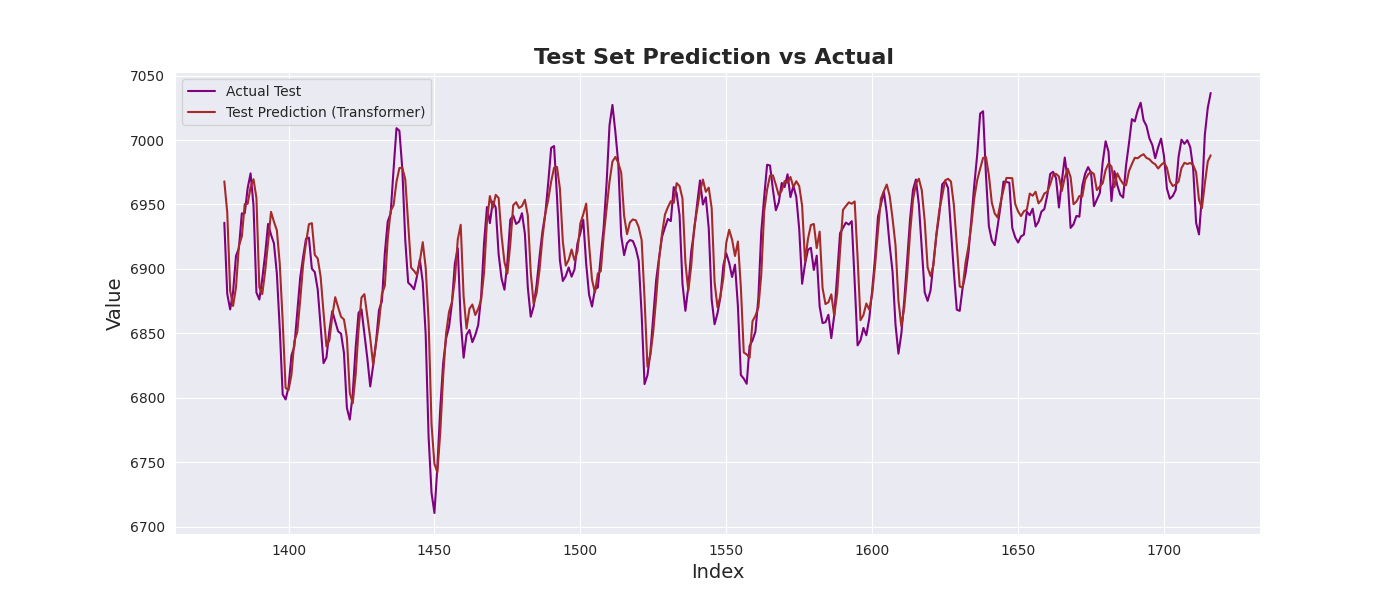 Test Set Prediction vs Actual
Actual Test
Test Prediction (Transformer)
Value
7050
7000
6950
6900
6850
6800
6750
6700
1400 1450 1500 1550 1600 1650 1700
Index